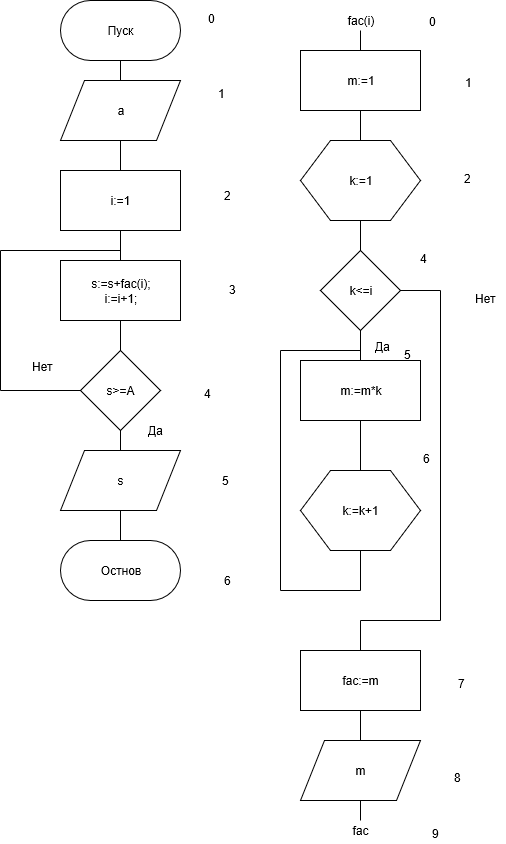 Пуск
0
a
1
i:=1
2
s:=s+fac(i);
i:=i+1;
3
Нет
s>=A
4
Да
s
5
Остнов
6
fac(i)
0
m:=1
1
k:=1
2
4
k<=i
Нет
Да
5
m:=m*k
6
k:=k+1
fac:=m
7
m
8
fac
9